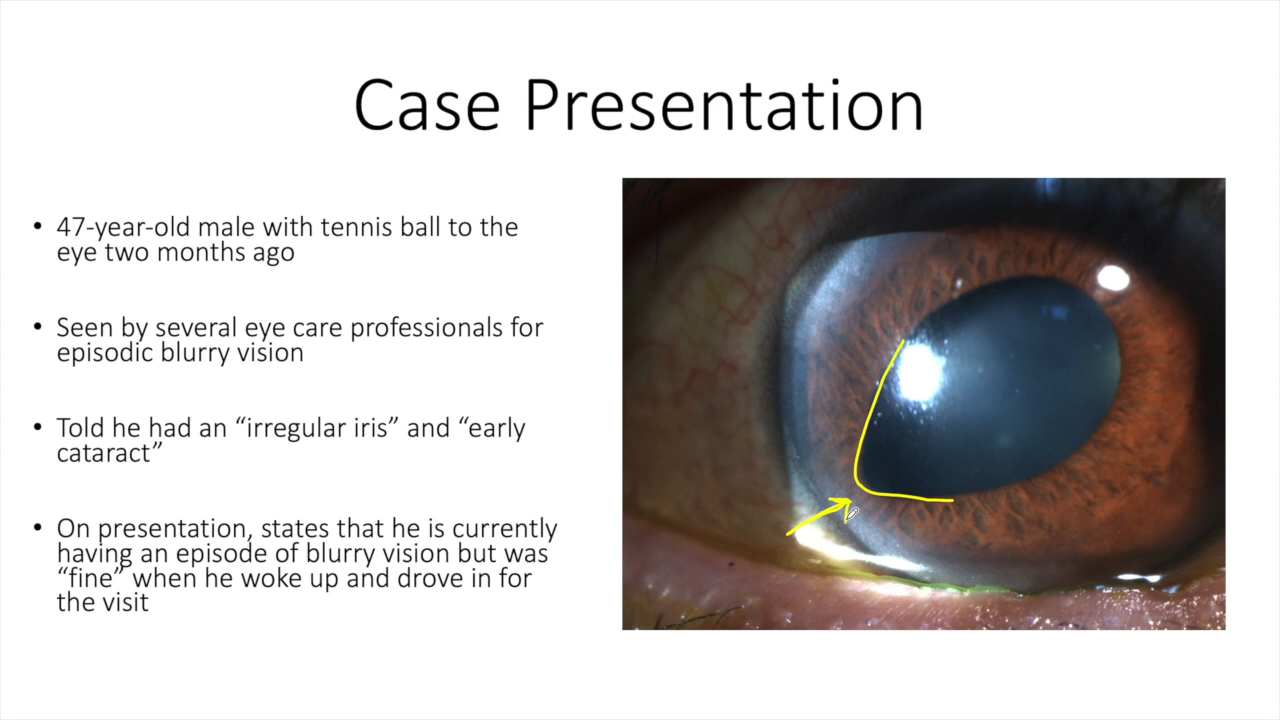 Case Presentation
• 47-year-old male with tennis ball to the
eye two months ago
• Seen by several eye care professionals for
episodic blurry vision
• Told he had an “irregular iris” and “early
cataract”
• On presentation, states that he is currently
having an episode of blurry vision but was
“fine” when he woke up and drove in for
the visit